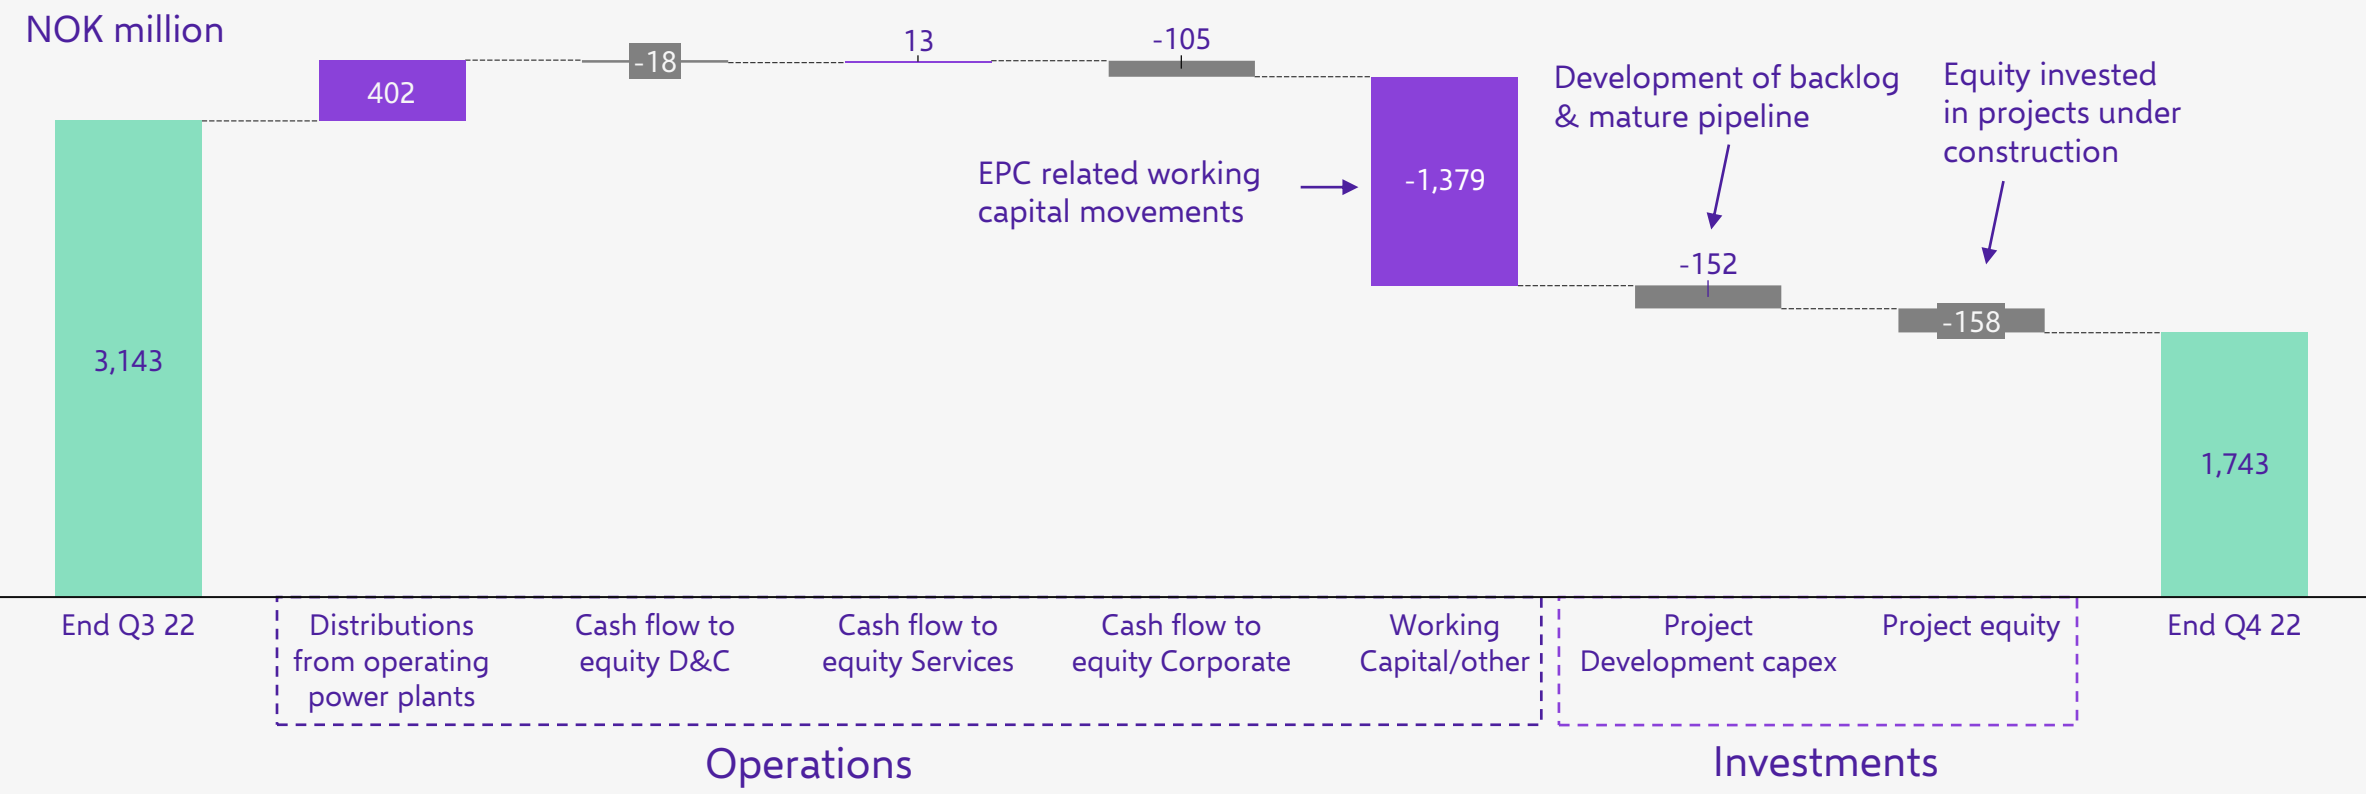 NOK million
3,143
402
-18
13
-105
EPC related working
capital movements
-1,379
Development of backlog
& mature pipeline
-152
Equity invested
in projects under
construction
-158
1,743
End Q3 22
Distributions
from operating
power plants
Cash flow to
equity D&C
Cash flow to
equity Services
Cash flow to
equity Corporate
Working
Capital/other
Project
Development capex
Project equity
End Q4 22
Operations
Investments